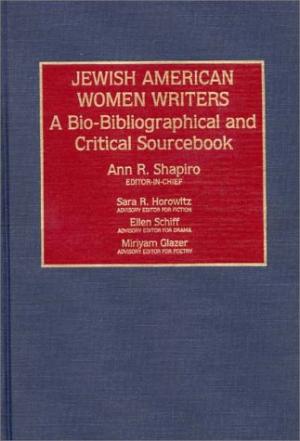 JEWISH AMERICAN
WOMEN WRITERS
A Bio-Bibliographical and
Critical Sourcebook
Ann R. Shapiro
EDITOR-IN-CHIEF
Sara R. Horowitz
ADVISORY EDITOR FOR FICTION
Ellen Schiff
ADVISORY EDITOR FOR DRAMA
Miriyam Glazer
ADVISORY EDITOR FOR POETRY